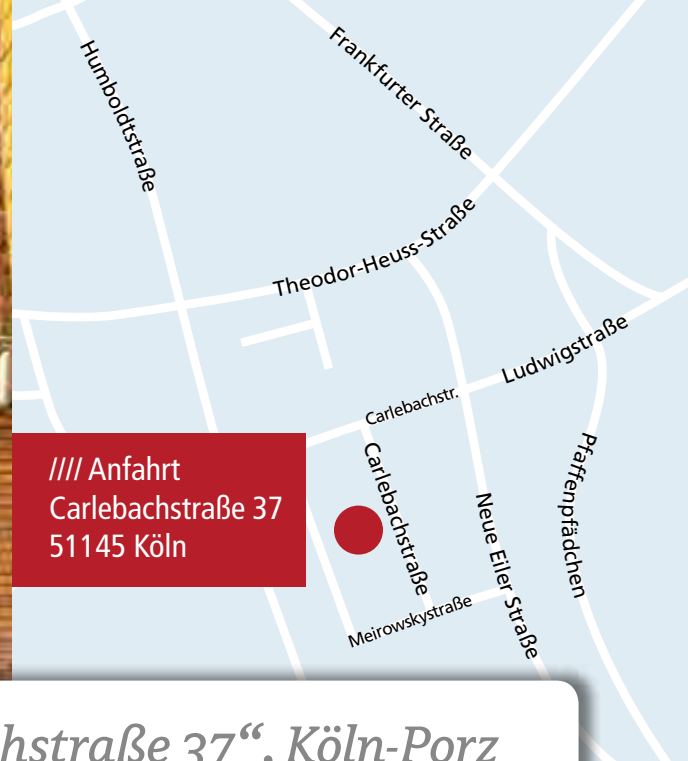 Frankfurter Straße
Humboldtstraße
Theodor-Heuss-Straße
Ludwigstraße
Carlebachstr.
Carlebachstraße
Pfaffenpfädchen
Neue Eiler Straße
Meirowskystraße
//// Anfahrt
Carlebachstraße 37
51145 Köln
hstraße 37“, Köln-Porz